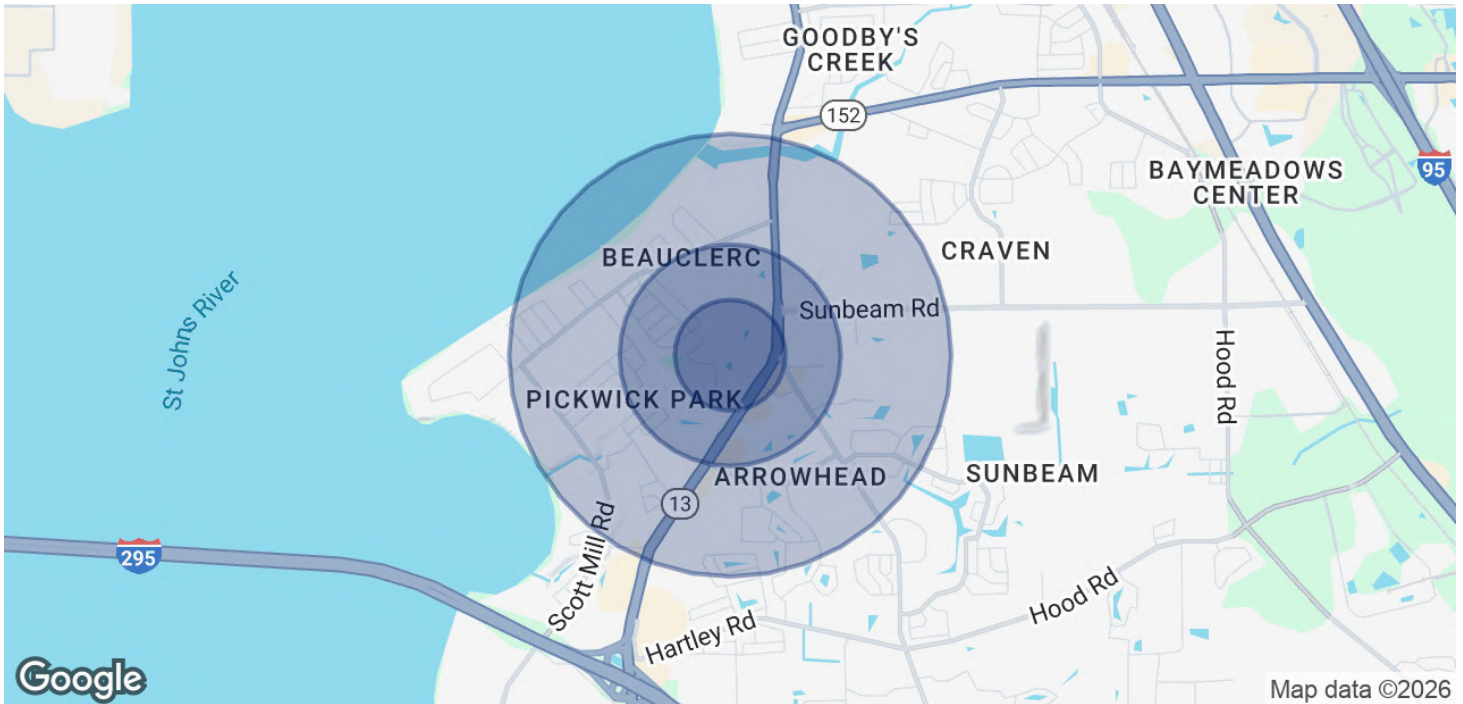 GOODBY'S
CREEK
152
BAYMEADOWS
CENTER
95
CRAVEN
BEAUCLERC
Sunbeam Rd
St Johns River
Hood Rd
PICKWICK PARK
ARROWHEAD
SUNBEAM
13
295
Scott Mill Rd
Hood Rd
Hartley Rd
Google
Map data ©2026